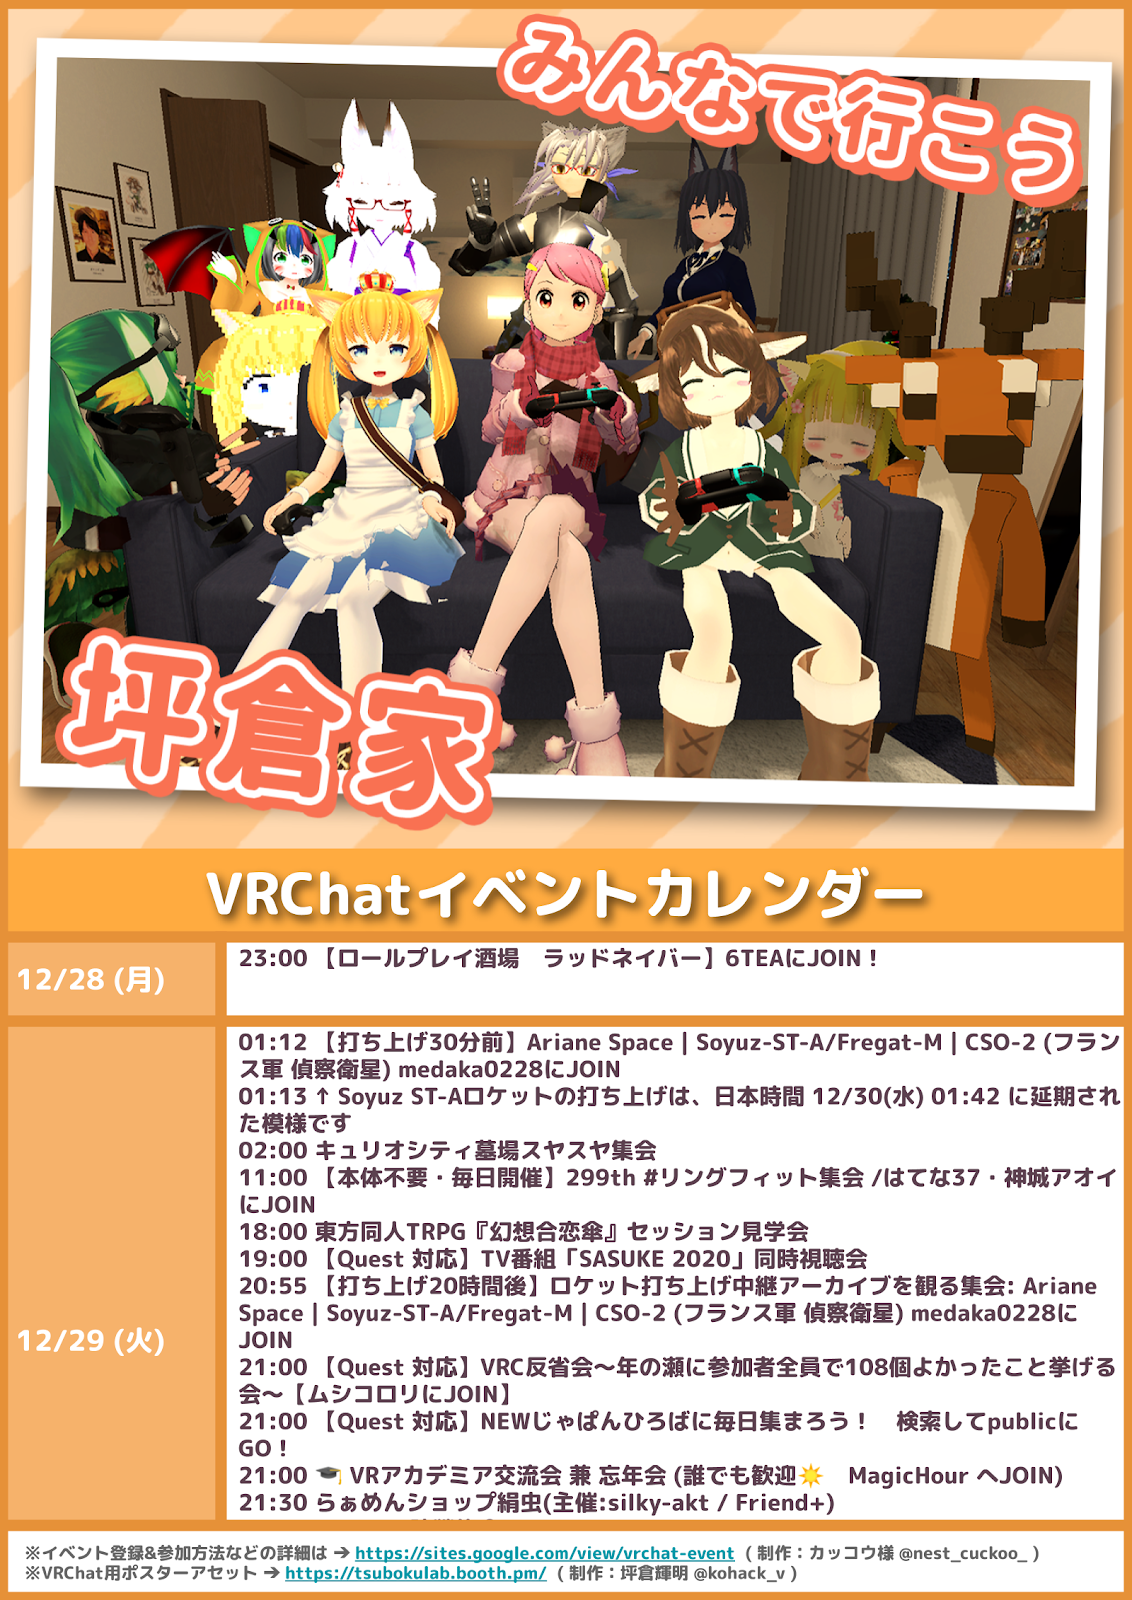 みんなで行こう
坪倉家
VRChatイベントカレンダー
12/28 (月)
23:00 【ロールプレイ酒場　ラッドネイバー】6TEAにJOIN！
12/29 (火)
01:12 【打ち上げ30分前】Ariane Space | Soyuz-ST-A/Fregat-M | CSO-2 (フラン
ス軍 偵察衛星) medaka0228にJOIN
01:13 ↑ Soyuz ST-Aロケットの打ち上げは、日本時間 12/30(水) 01:42 に延期され
た模様です
02:00 キュリオシティ墓場スヤスヤ集会
11:00 【本体不要・毎日開催】299th #リングフィット集会 /はてな37・神城アオイ
にJOIN
18:00 東方同人TRPG『幻想合恋傘』セッション見学会
19:00 【Quest 対応】TV番組「SASUKE 2020」同時視聴会
20:55 【打ち上げ20時間後】ロケット打ち上げ中継アーカイブを観る集会: Ariane
Space | Soyuz-ST-A/Fregat-M | CSO-2 (フランス軍 偵察衛星) medaka0228に
JOIN
21:00 【Quest 対応】VRC反省会～年の瀬に参加者全員で108個よかったこと挙げる
会～【ムシコロリにJOIN】
21:00 【Quest 対応】NEWじゃぱんひろばに毎日集まろう！　検索してpublicに
GO！
21:00 🎓 VRアカデミア交流会 兼 忘年会 (誰でも歓迎☀️　MagicHour へJOIN)
21:30 らぁめんショップ絹虫(主催:silky-akt / Friend+)
※イベント登録&参加方法などの詳細は ➔ https://sites.google.com/view/vrchat-event （ 制作：カッコウ様 @nest_cuckoo_ ）
※VRChat用ポスターアセット ➔ https://tsubokulab.booth.pm/ （ 制作：坪倉輝明 @kohack_v ）